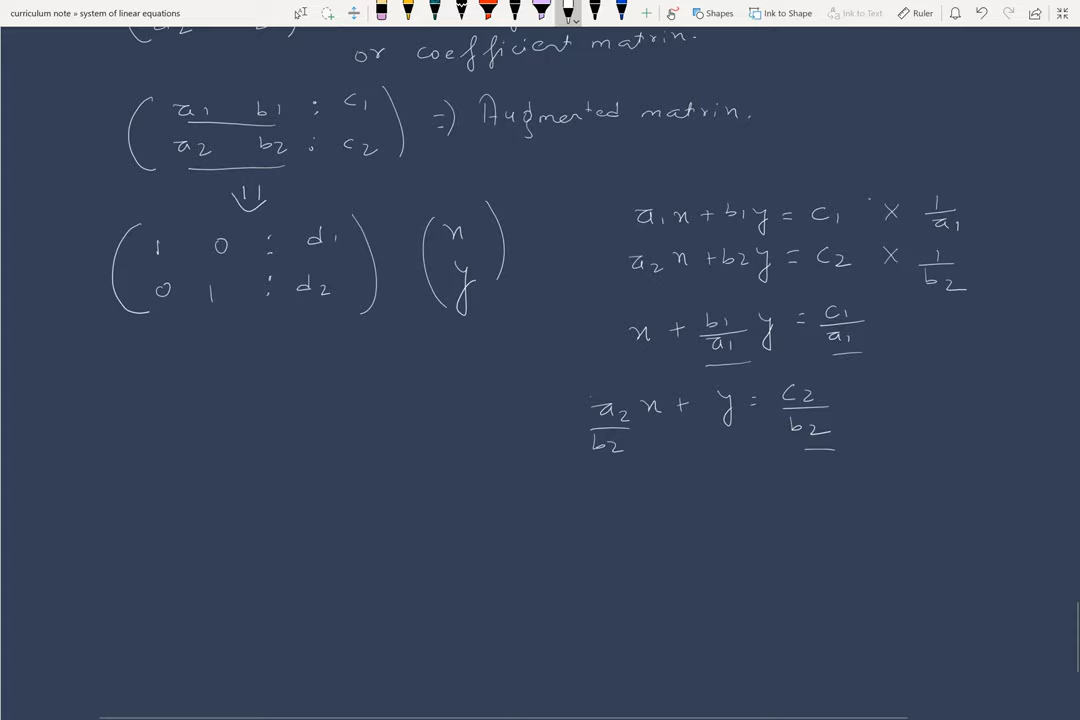 curriculum note » system of linear equations
Shapes Ink to Shape Ink to Text Ruler
or coefficient matrin.
( a1 b1 : c1
a2 b2 : c2 ) => Augmented matrin.
⇓
( 1 0 : d1
0 1 : d2 ) ( x
y )
a1x + b1y = c1 × 1/a1
a2x + b2y = c2 × 1/b2
x + b1/a1 y = c1/a1
a2/b2 x + y = c2/b2